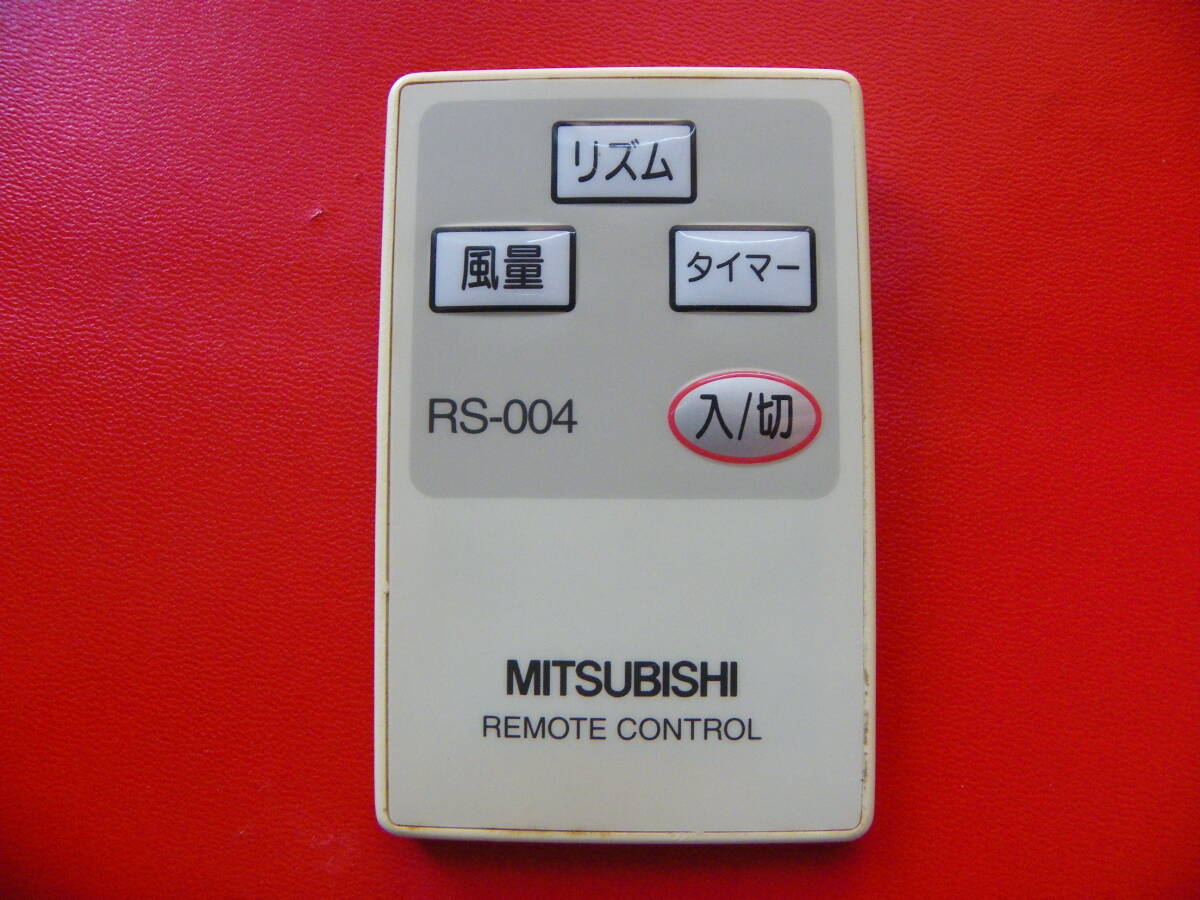 リズム
風量
タイマー
RS-004
入/切
MITSUBISHI
REMOTE CONTROL